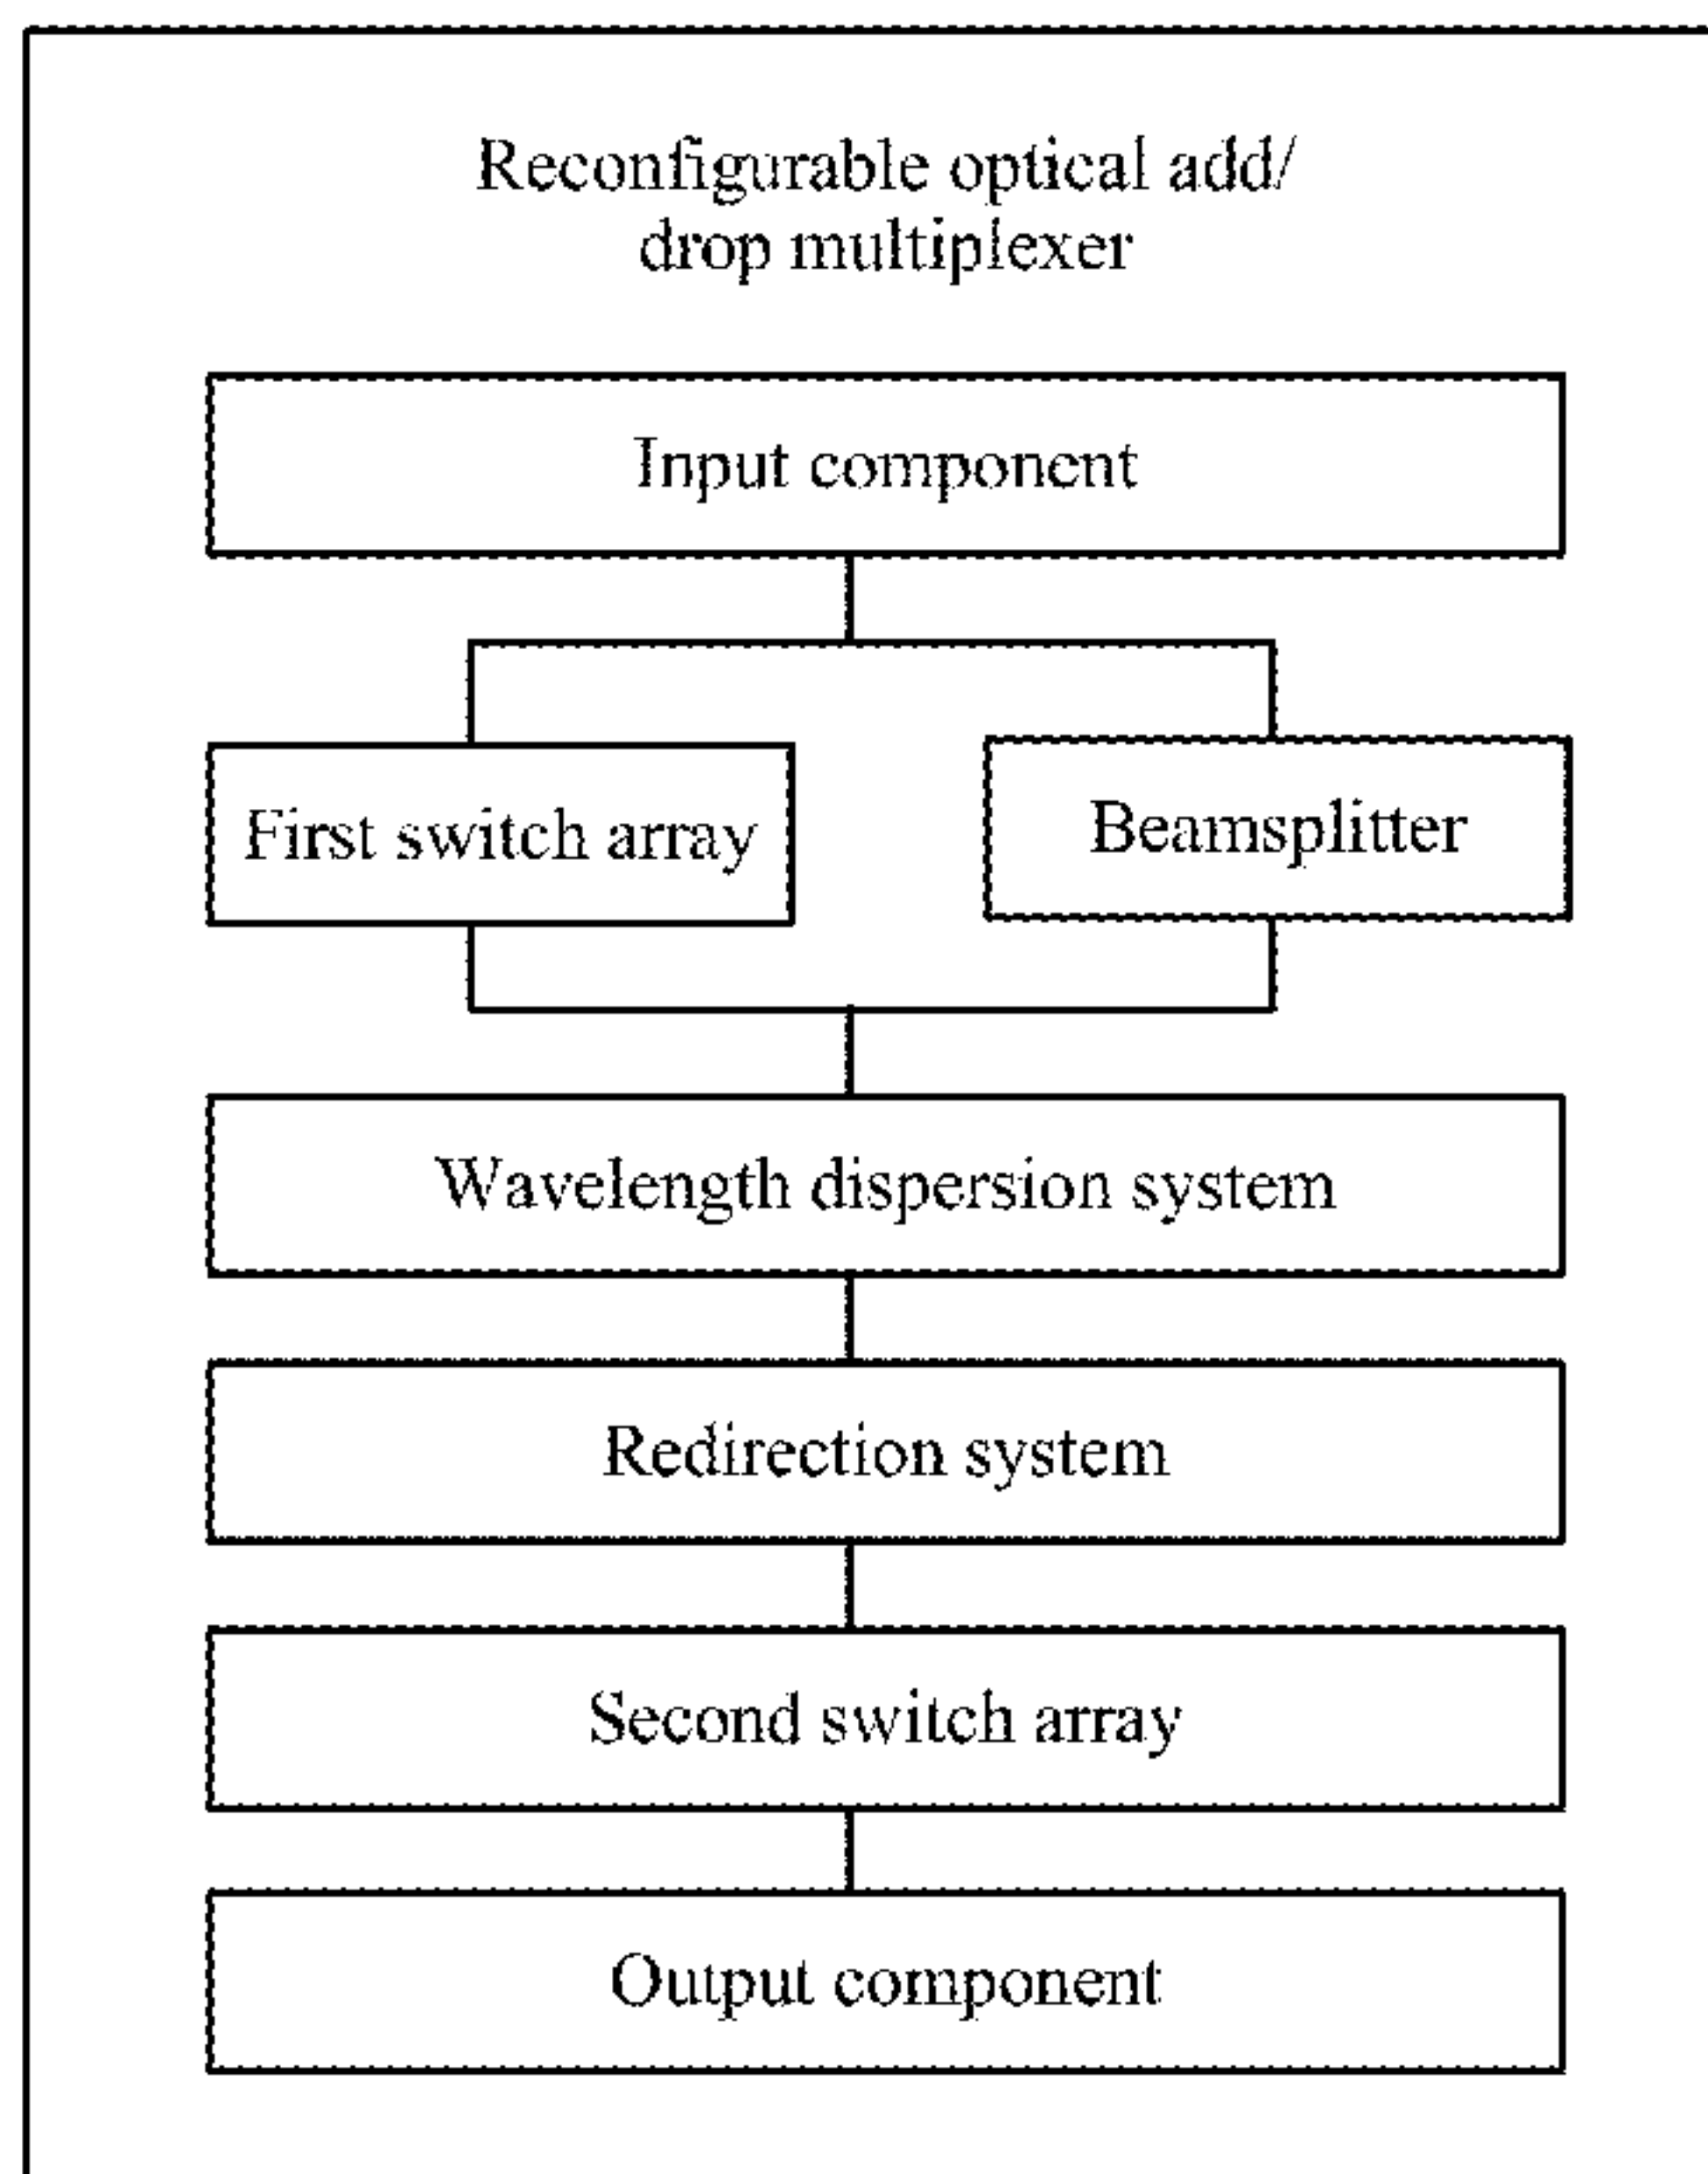 Reconfigurable optical add/
drop multiplexer
Input component
First switch array
Beamsplitter
Wavelength dispersion system
Redirection system
Second switch array
Output component